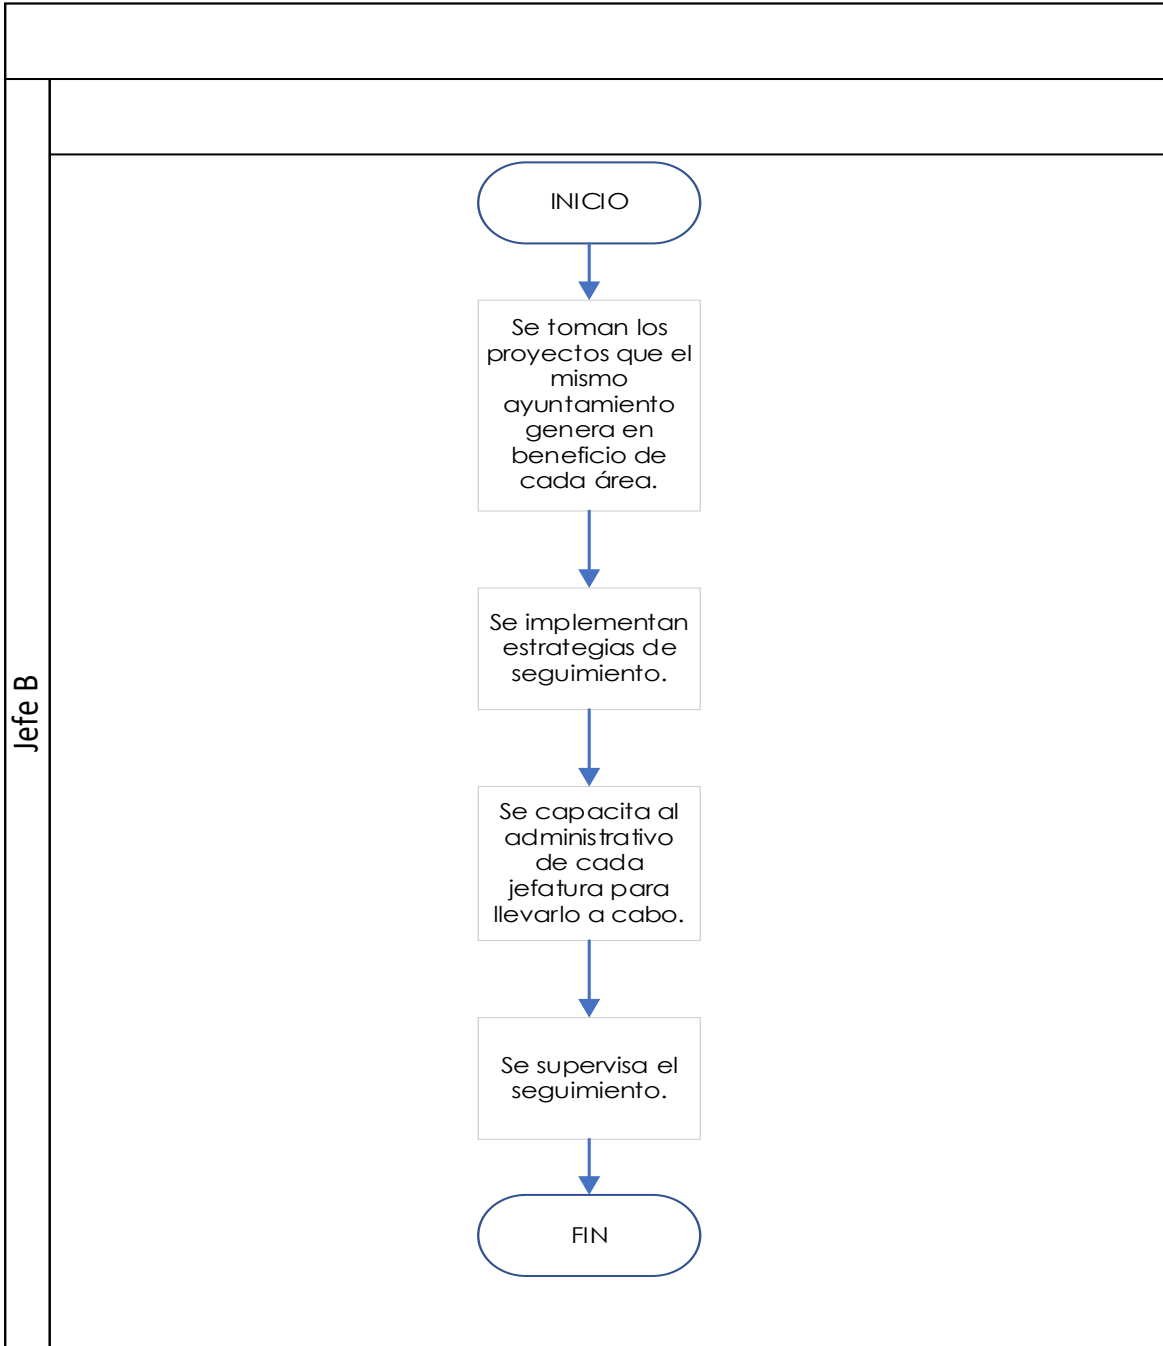 INICIO
Se toman los
proyectos que el
mismo
ayuntamiento
genera en
beneficio de
cada área.
Se implementan
estrategias de
seguimiento.
Jefe B
Se capacita al
administrativo
de cada
jefatura para
llevarlo a cabo.
Se supervisa el
seguimiento.
FIN